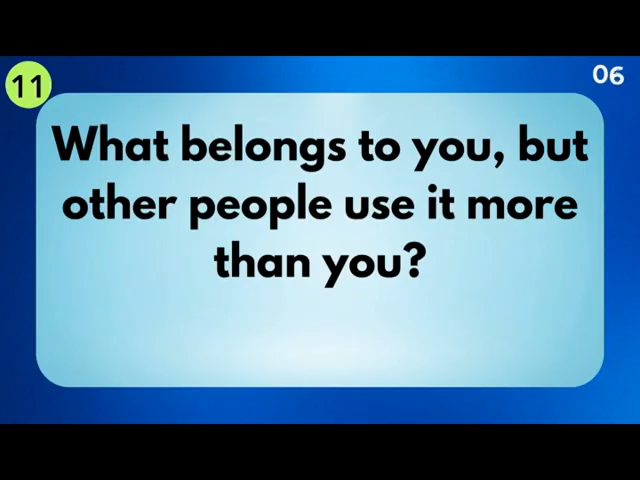 11
06
What belongs to you, but
other people use it more
than you?